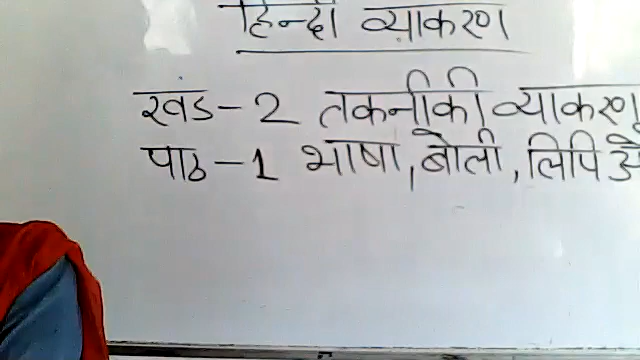 हिन्दी व्याकरण
खंड-2 तकनीकी व्याकरण
पाठ-1 भाषा, बोली, लिपि